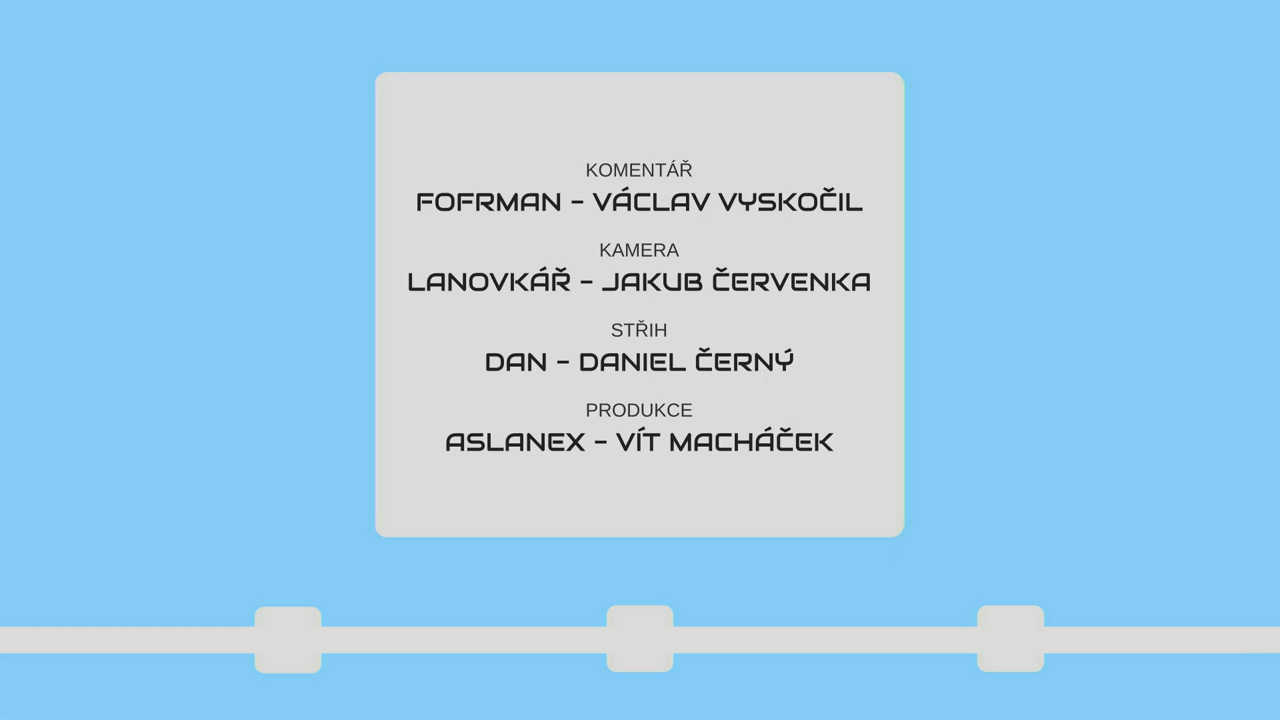 KOMENTÁŘ
FOFRMAN – VÁCLAV VYSKOČIL
KAMERA
LANOVKÁŘ – JAKUB ČERVENKA
STŘIH
DAN – DANIEL ČERNÝ
PRODUKCE
ASLANEX – VÍT MACHÁČEK